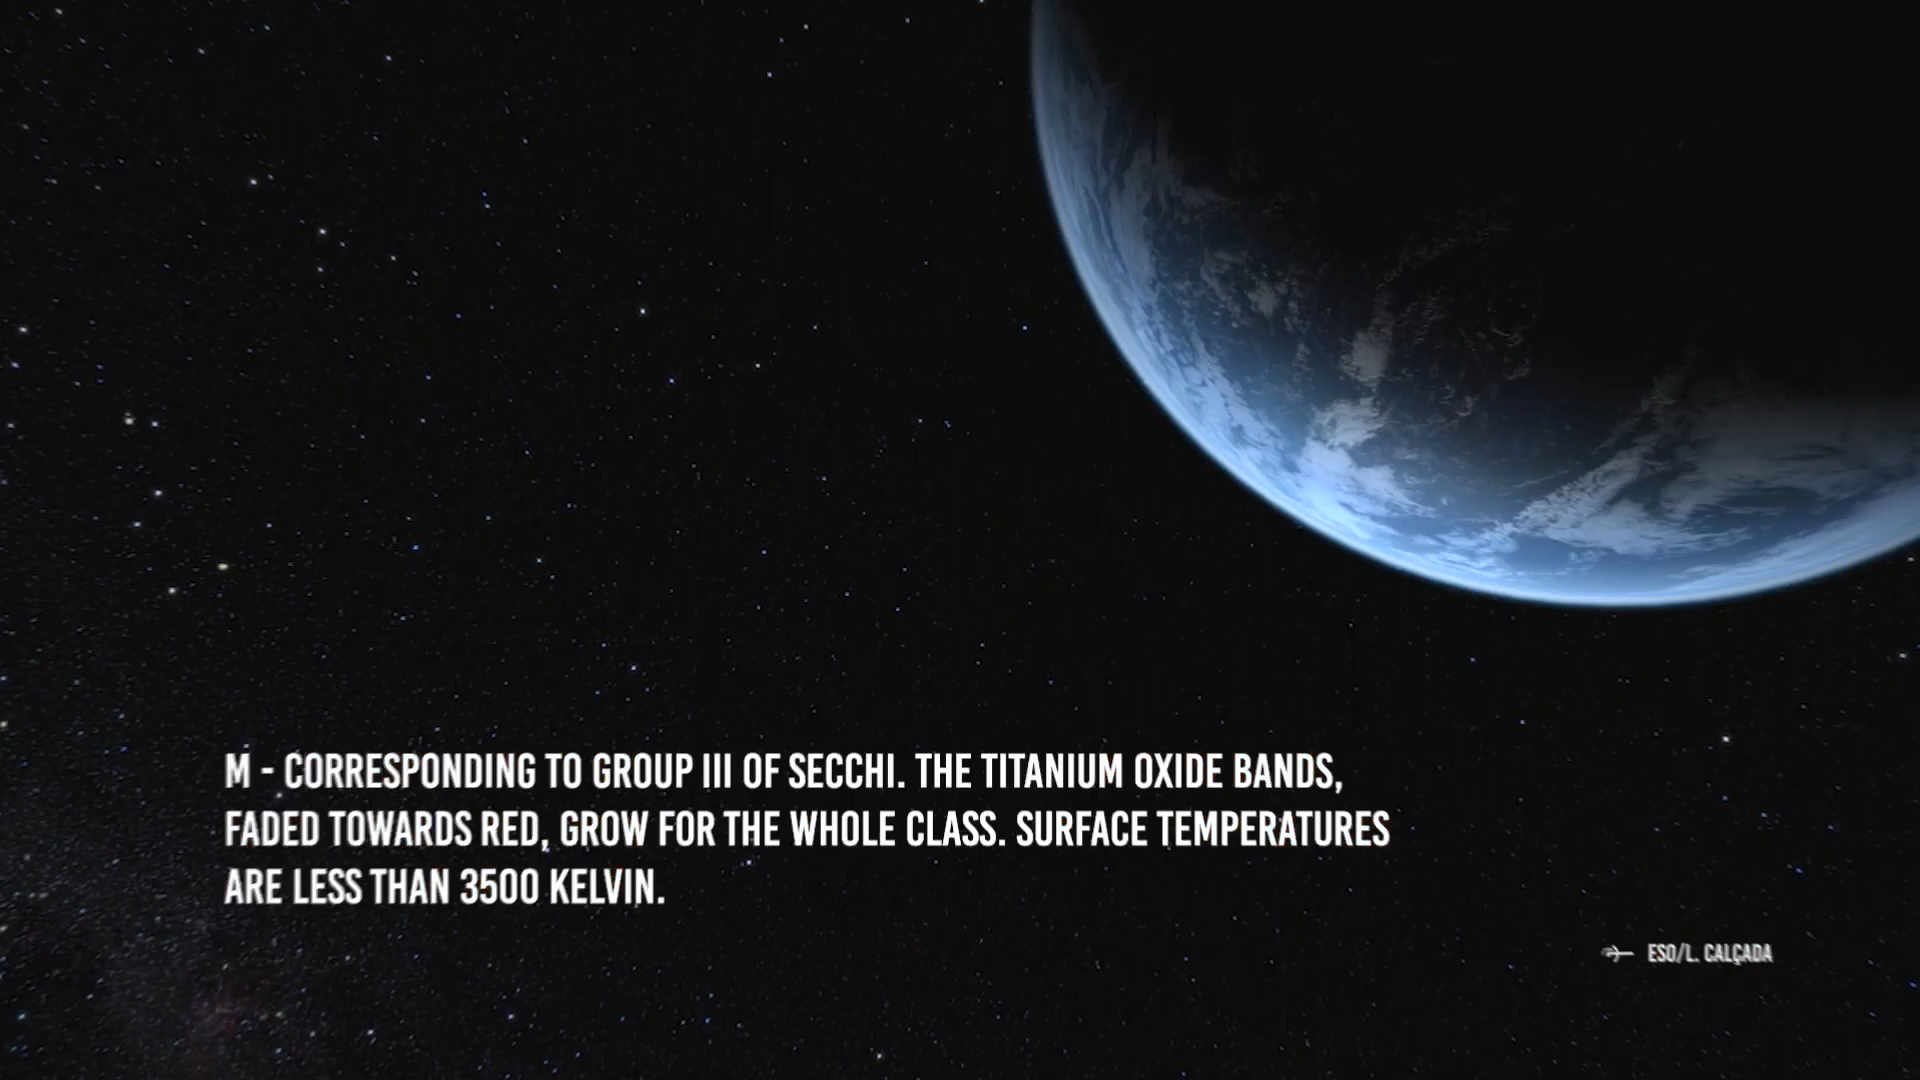 M - CORRESPONDING TO GROUP III OF SECCHI. THE TITANIUM OXIDE BANDS,
FADED TOWARDS RED, GROW FOR THE WHOLE CLASS. SURFACE TEMPERATURES
ARE LESS THAN 3500 KELVIN.
ESO/L. CALÇADA